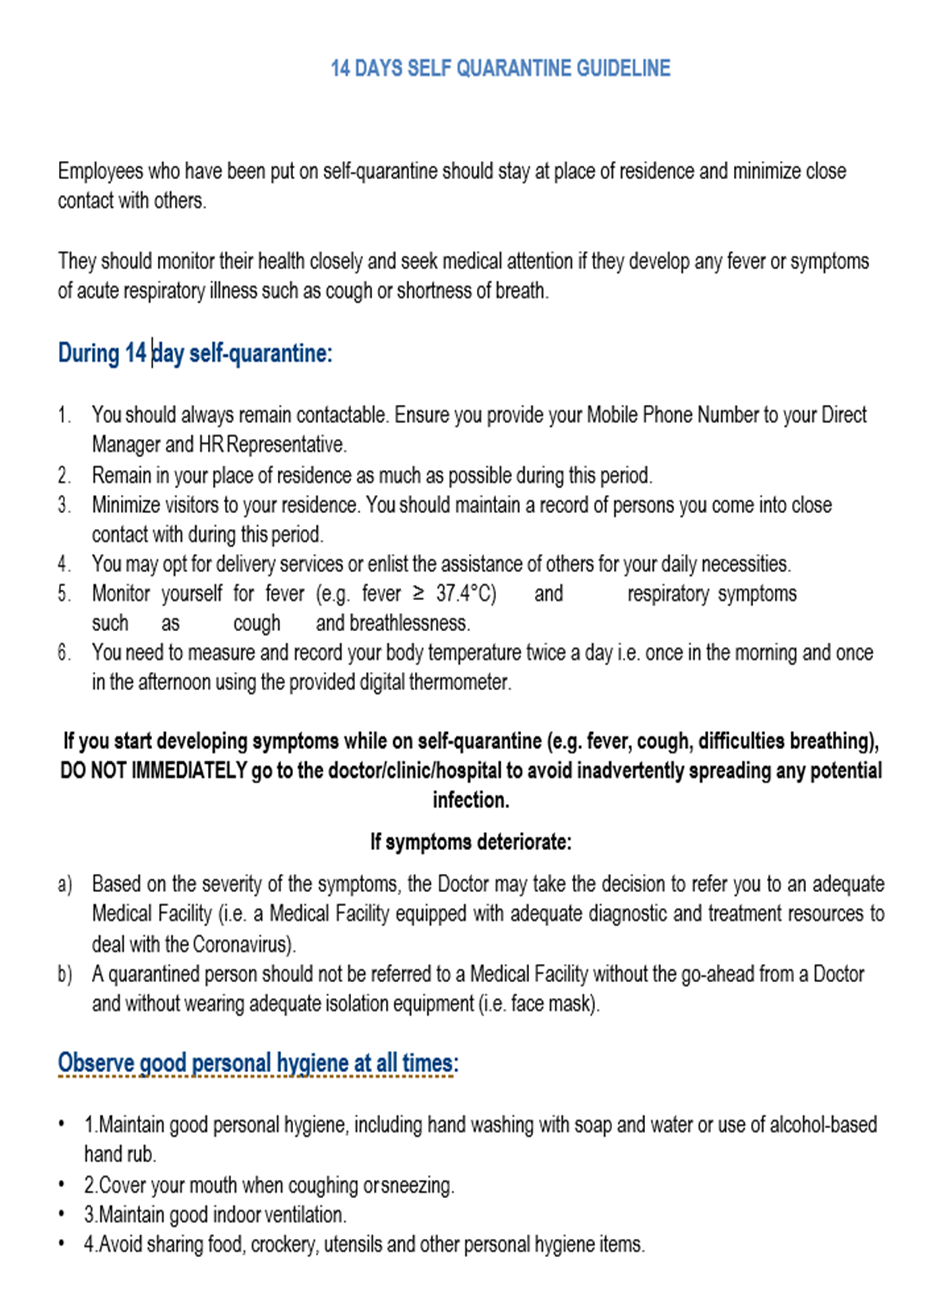 14 DAYS SELF QUARANTINE GUIDELINE
Employees who have been put on self-quarantine should stay at place of residence and minimize close
contact with others.
They should monitor their health closely and seek medical attention if they develop any fever or symptoms
of acute respiratory illness such as cough or shortness of breath.
During 14 day self-quarantine:
1. You should always remain contactable. Ensure you provide your Mobile Phone Number to your Direct
Manager and HR Representative.
2. Remain in your place of residence as much as possible during this period.
3. Minimize visitors to your residence. You should maintain a record of persons you come into close
contact with during this period.
4. You may opt for delivery services or enlist the assistance of others for your daily necessities.
5. Monitor yourself for fever (e.g. fever ≥ 37.4°C) and respiratory symptoms
such as cough and breathlessness.
6. You need to measure and record your body temperature twice a day i.e. once in the morning and once
in the afternoon using the provided digital thermometer.
If you start developing symptoms while on self-quarantine (e.g. fever, cough, difficulties breathing),
DO NOT IMMEDIATELY go to the doctor/clinic/hospital to avoid inadvertently spreading any potential
infection.
If symptoms deteriorate:
a) Based on the severity of the symptoms, the Doctor may take the decision to refer you to an adequate
Medical Facility (i.e. a Medical Facility equipped with adequate diagnostic and treatment resources to
deal with the Coronavirus).
b) A quarantined person should not be referred to a Medical Facility without the go-ahead from a Doctor
and without wearing adequate isolation equipment (i.e. face mask).
Observe good personal hygiene at all times:
• 1.Maintain good personal hygiene, including hand washing with soap and water or use of alcohol-based
hand rub.
• 2.Cover your mouth when coughing or sneezing.
• 3.Maintain good indoor ventilation.
• 4.Avoid sharing food, crockery, utensils and other personal hygiene items.